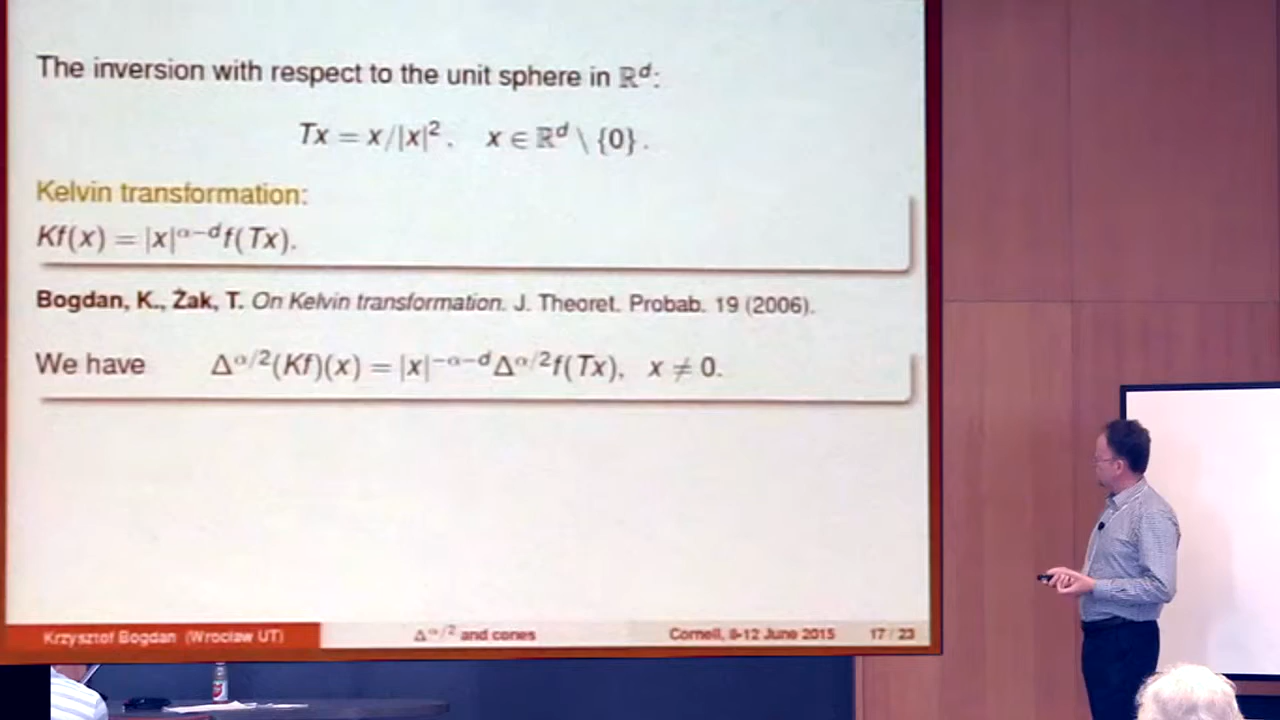 The inversion with respect to the unit sphere in ℝᵈ:
Tx = x/|x|², x ∈ ℝᵈ \ {0}.
Kelvin transformation:
Kf(x) = |x|^{α−d} f(Tx).
Bogdan, K., Żak, T. On Kelvin transformation. J. Theoret. Probab. 19 (2006).
We have Δ^{α/2}(Kf)(x) = |x|^{−α−d} Δ^{α/2} f(Tx), x ≠ 0.
Krzysztof Bogdan (Wrocław UT) Δ^{α/2} and cones Cornell, 8-12 June 2015 17 / 23